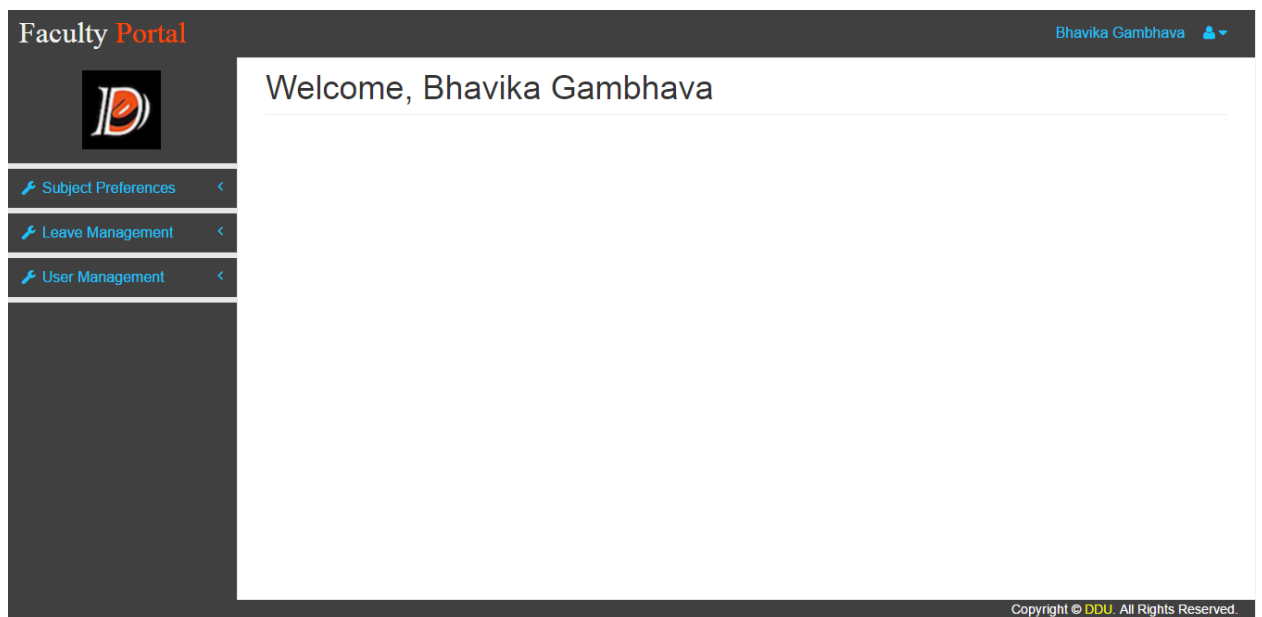 Faculty Portal
Bhavika Gambhava
Welcome, Bhavika Gambhava
Subject Preferences
Leave Management
User Management
Copyright © DDU. All Rights Reserved.